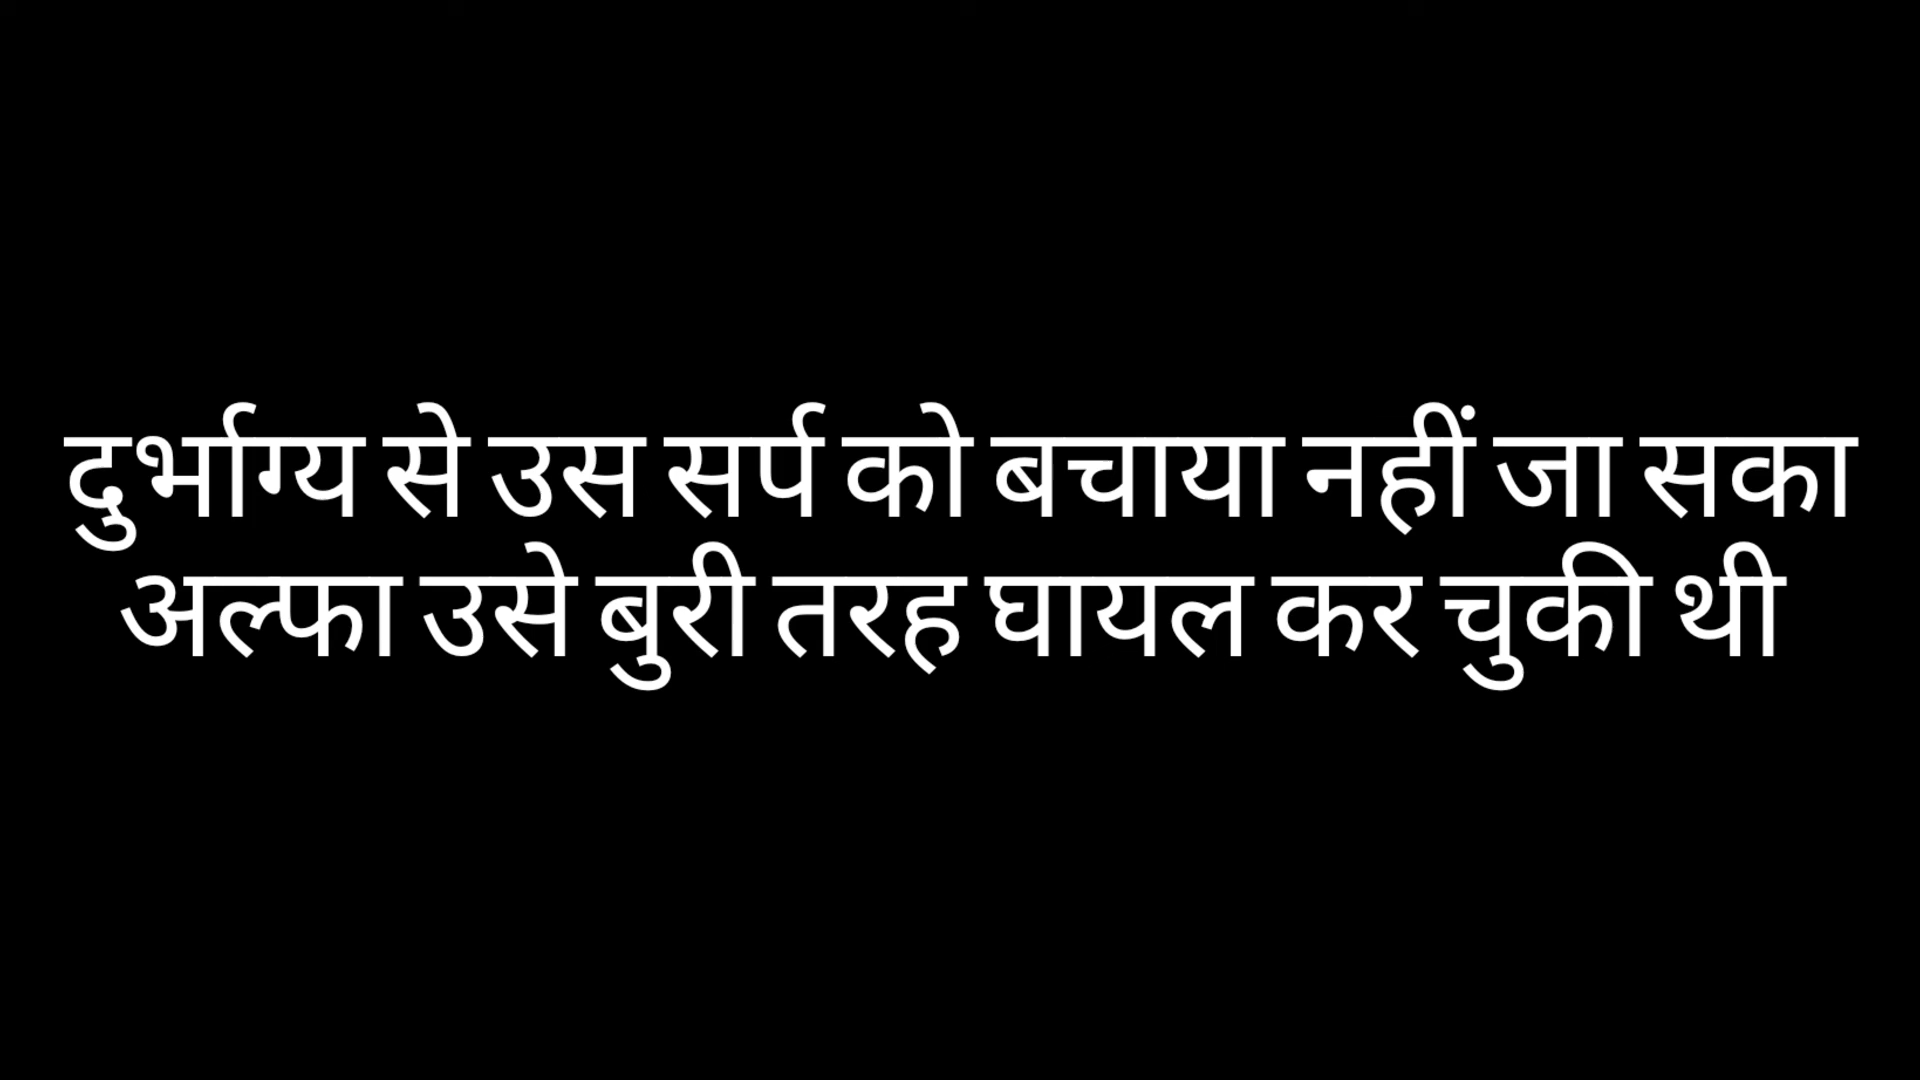 दुर्भाग्य से उस सर्प को बचाया नहीं जा सका
अल्फा उसे बुरी तरह घायल कर चुकी थी